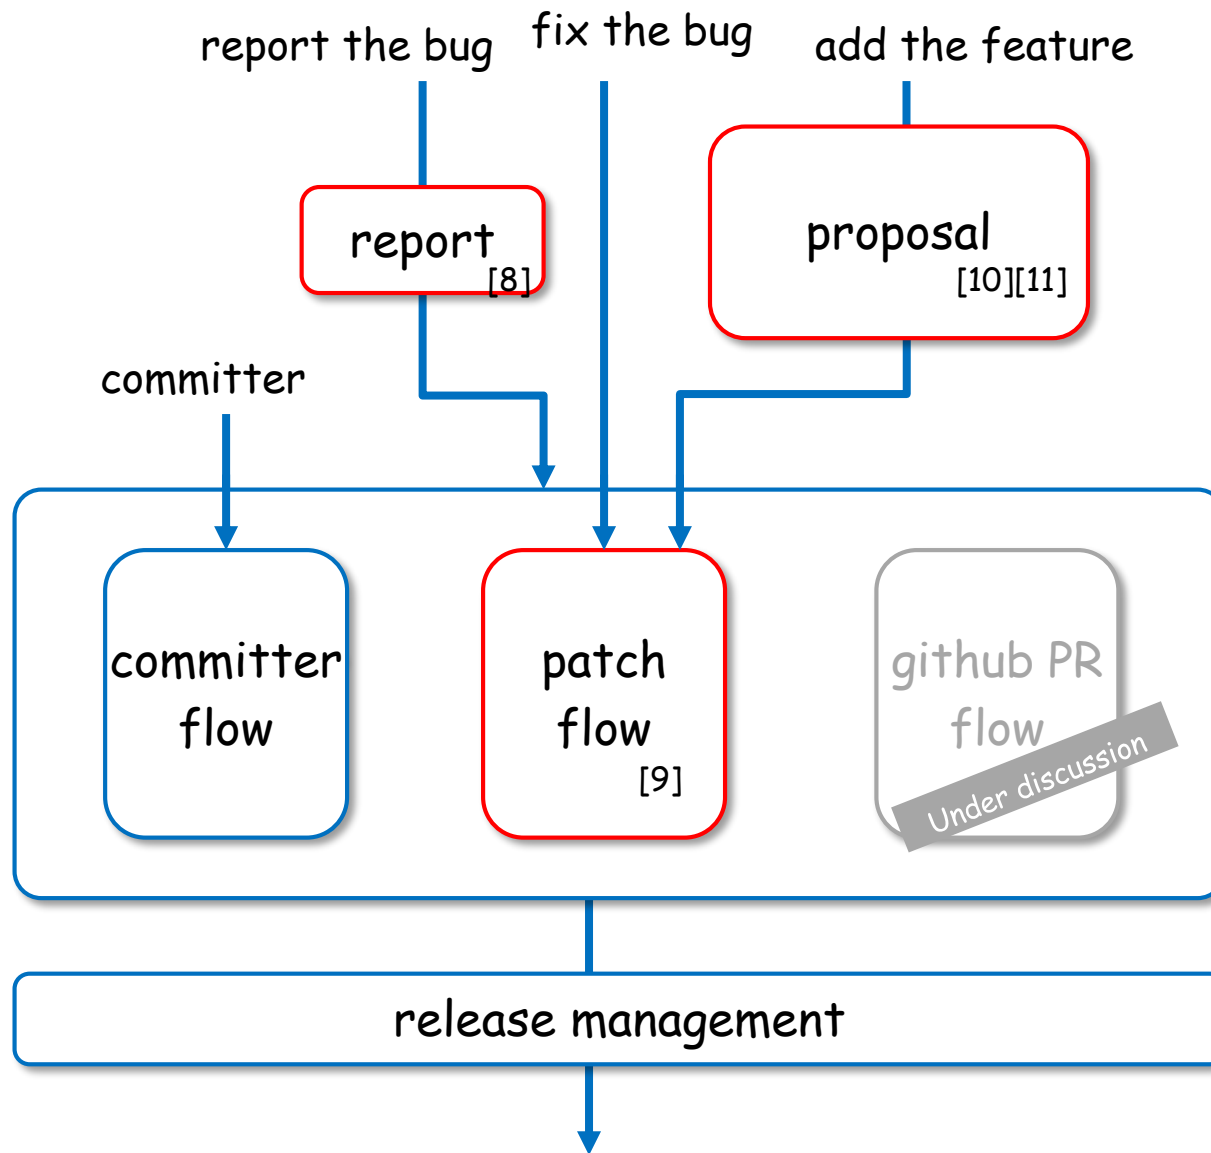 report the bug
fix the bug
add the feature
report
[8]
proposal
[10][11]
committer
committer
flow
patch
flow
[9]
github PR
flow
Under discussion
release management